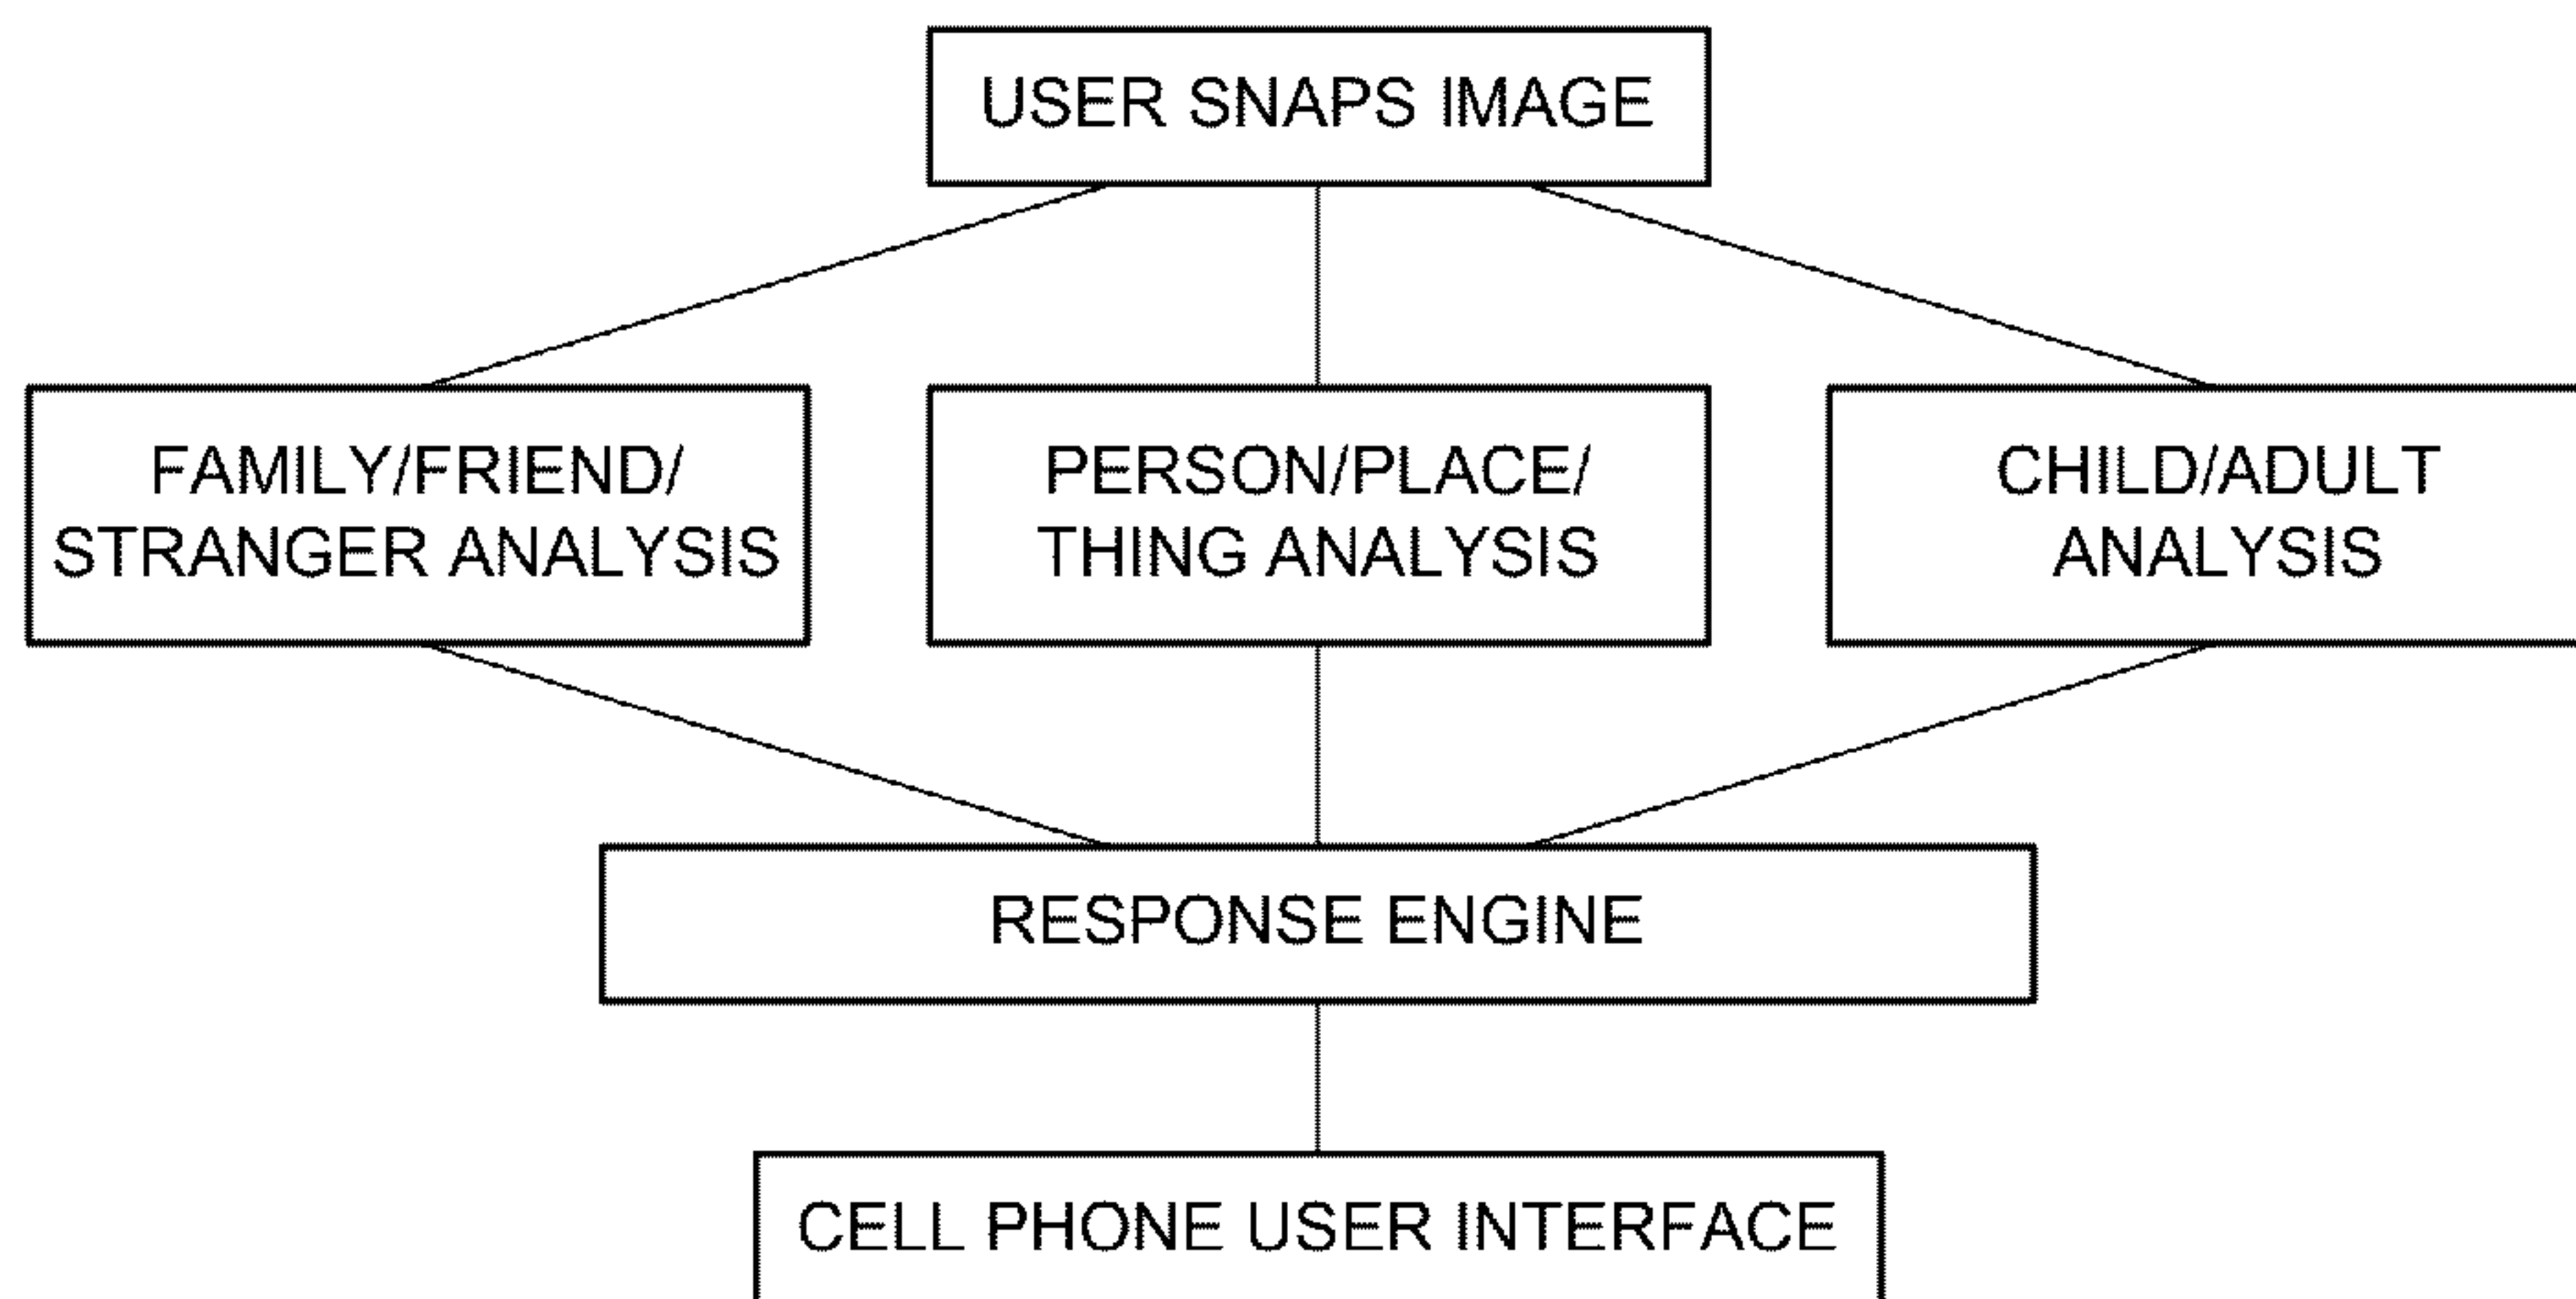 USER SNAPS IMAGE
FAMILY/FRIEND/
STRANGER ANALYSIS
PERSON/PLACE/
THING ANALYSIS
CHILD/ADULT
ANALYSIS
RESPONSE ENGINE
CELL PHONE USER INTERFACE